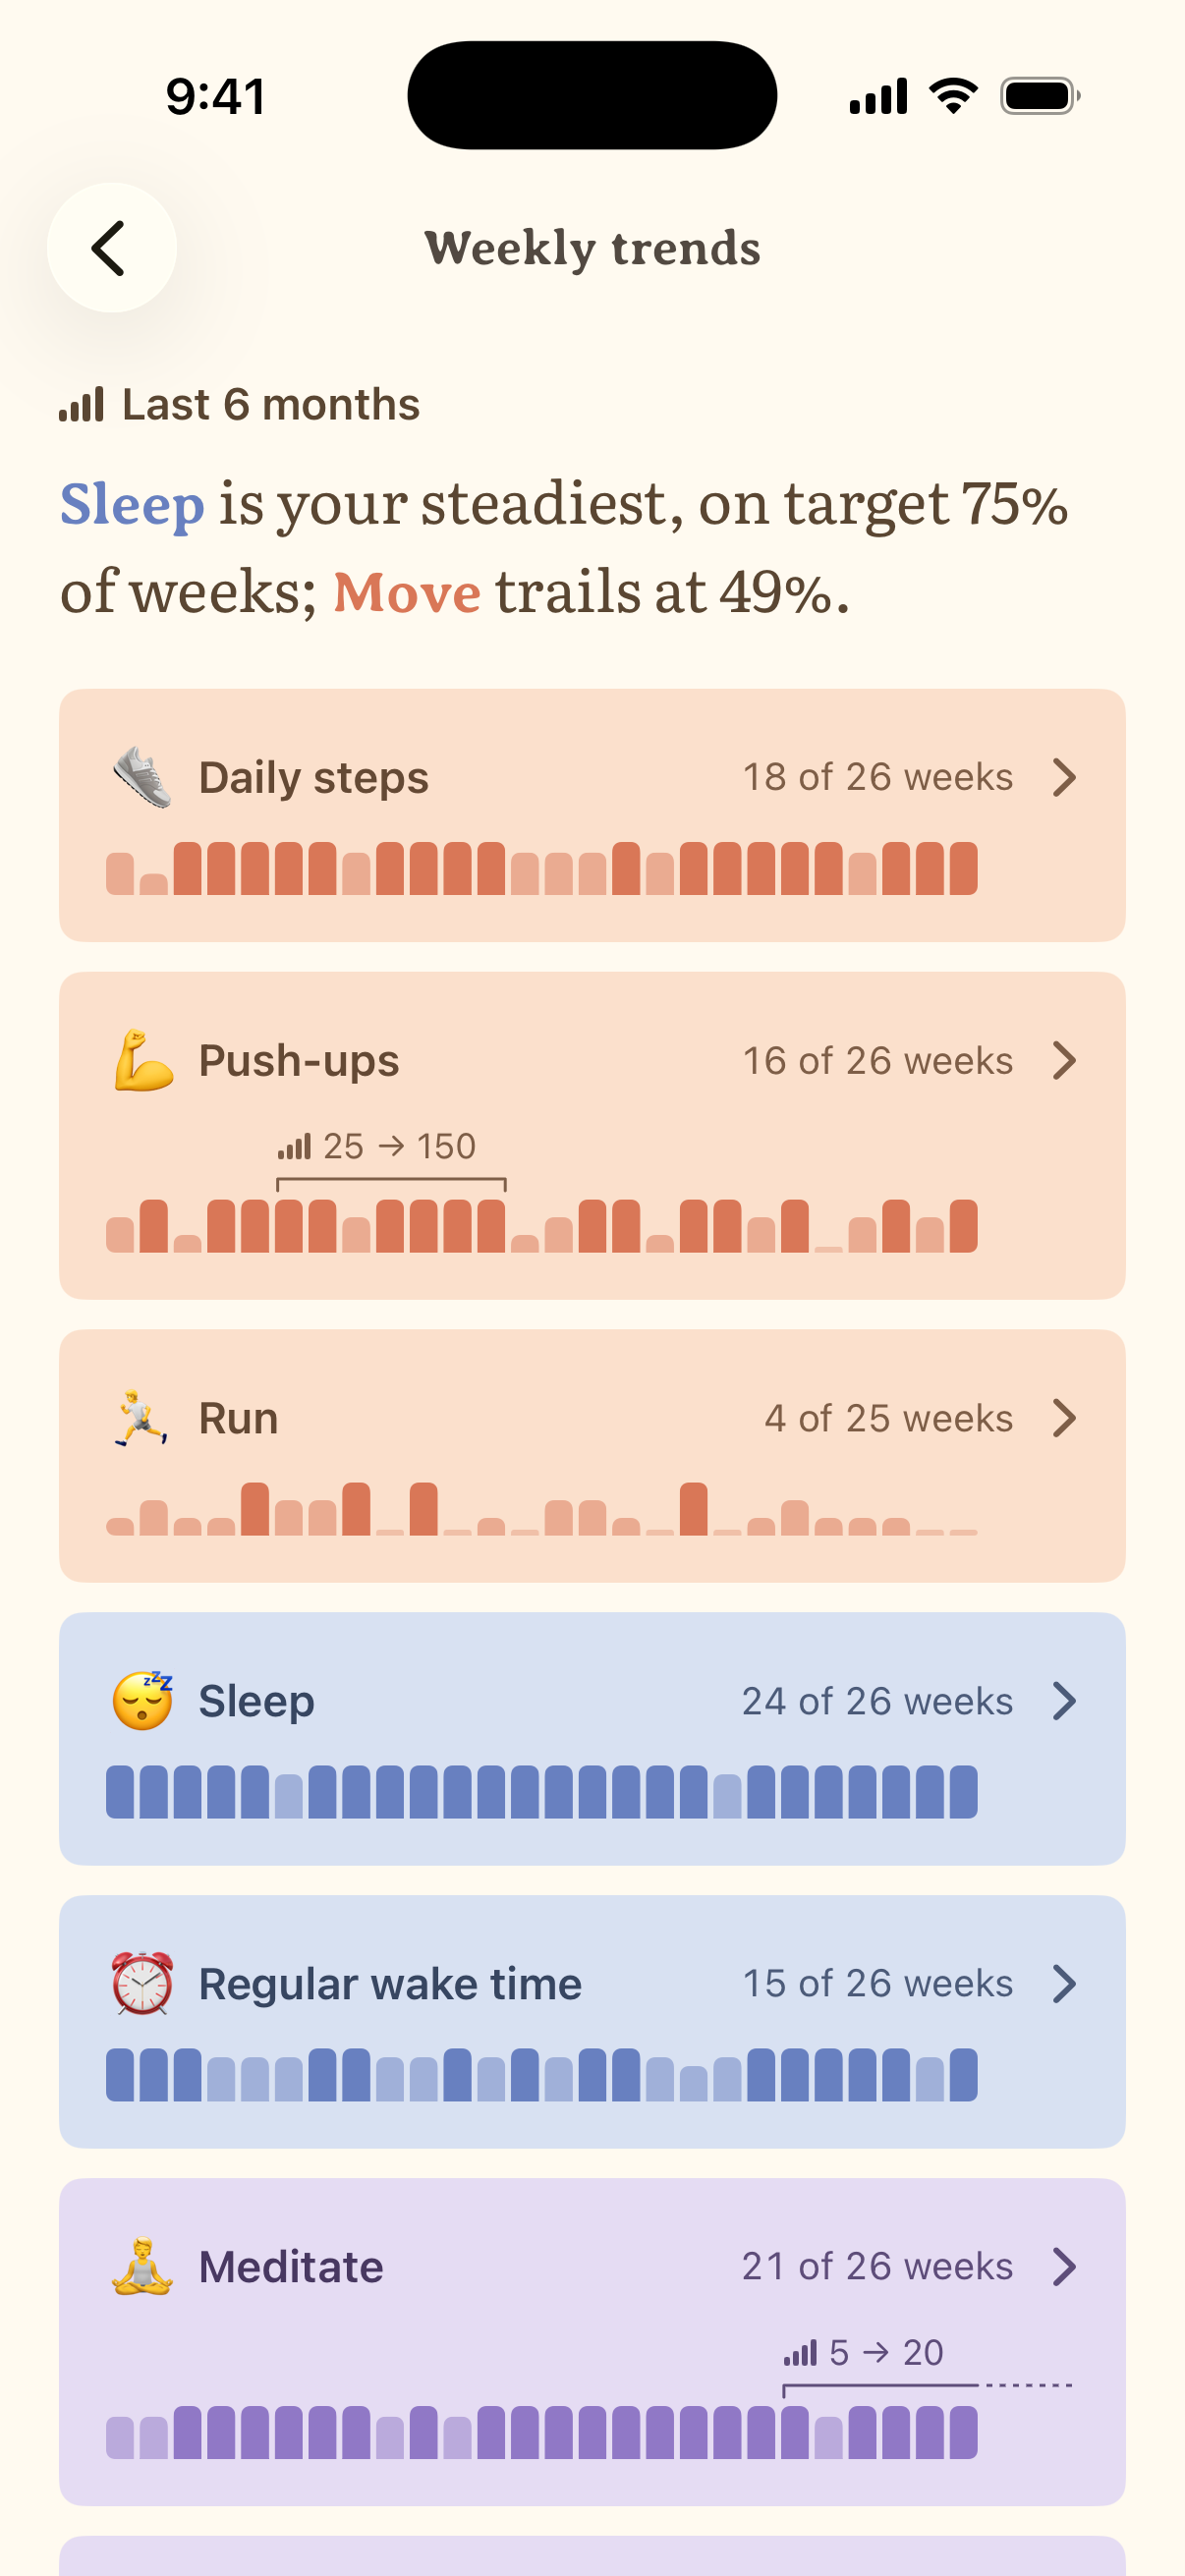 9:41
Weekly trends
Last 6 months
Sleep is your steadiest, on target 75%
of weeks; Move trails at 49%.
Daily steps 18 of 26 weeks
Push-ups 16 of 26 weeks
25 → 150
Run 4 of 25 weeks
Sleep 24 of 26 weeks
Regular wake time 15 of 26 weeks
Meditate 21 of 26 weeks
5 → 20